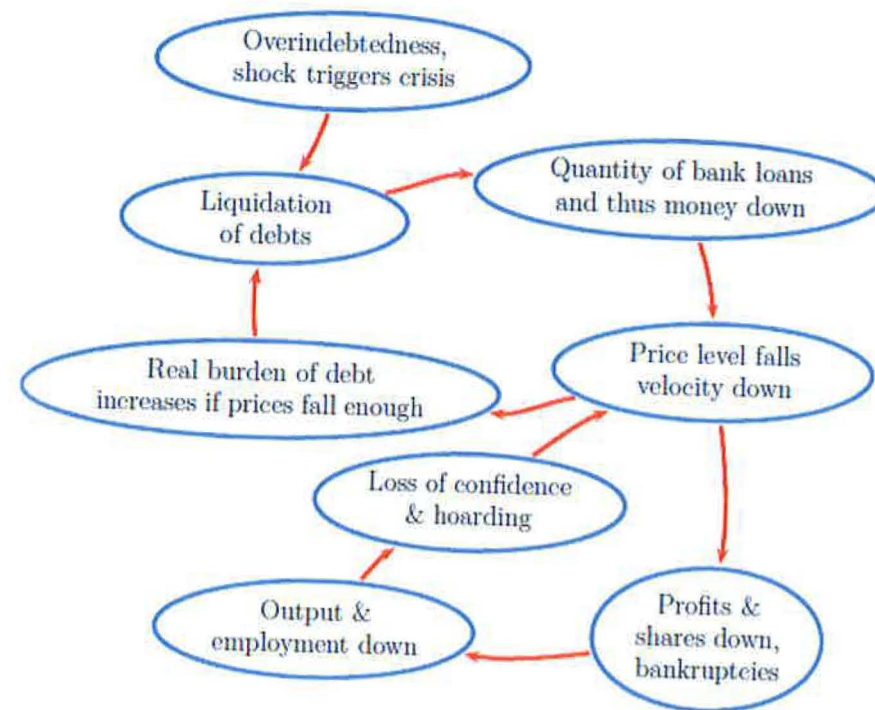 Overindebtedness,
shock triggers crisis
Quantity of bank loans
and thus money down
Liquidation
of debts
Price level falls
velocity down
Real burden of debt
increases if prices fall enough
Loss of confidence
& hoarding
Output &
employment down
Profits &
shares down,
bankruptcies